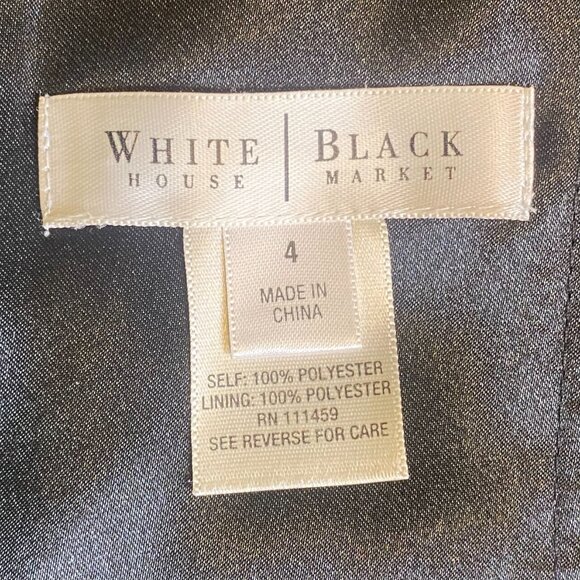 WHITE | BLACK
HOUSE MARKET
4
MADE IN
CHINA
SELF: 100% POLYESTER
LINING: 100% POLYESTER
RN 111459
SEE REVERSE FOR CARE